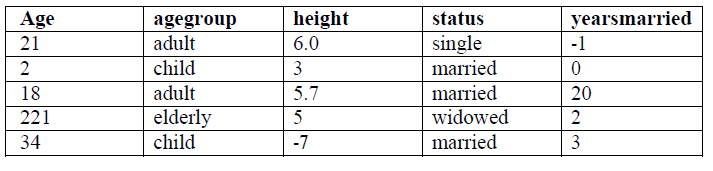 Age agegroup height status yearsmarried
21 adult 6.0 single -1
2 child 3 married 0
18 adult 5.7 married 20
221 elderly 5 widowed 2
34 child -7 married 3